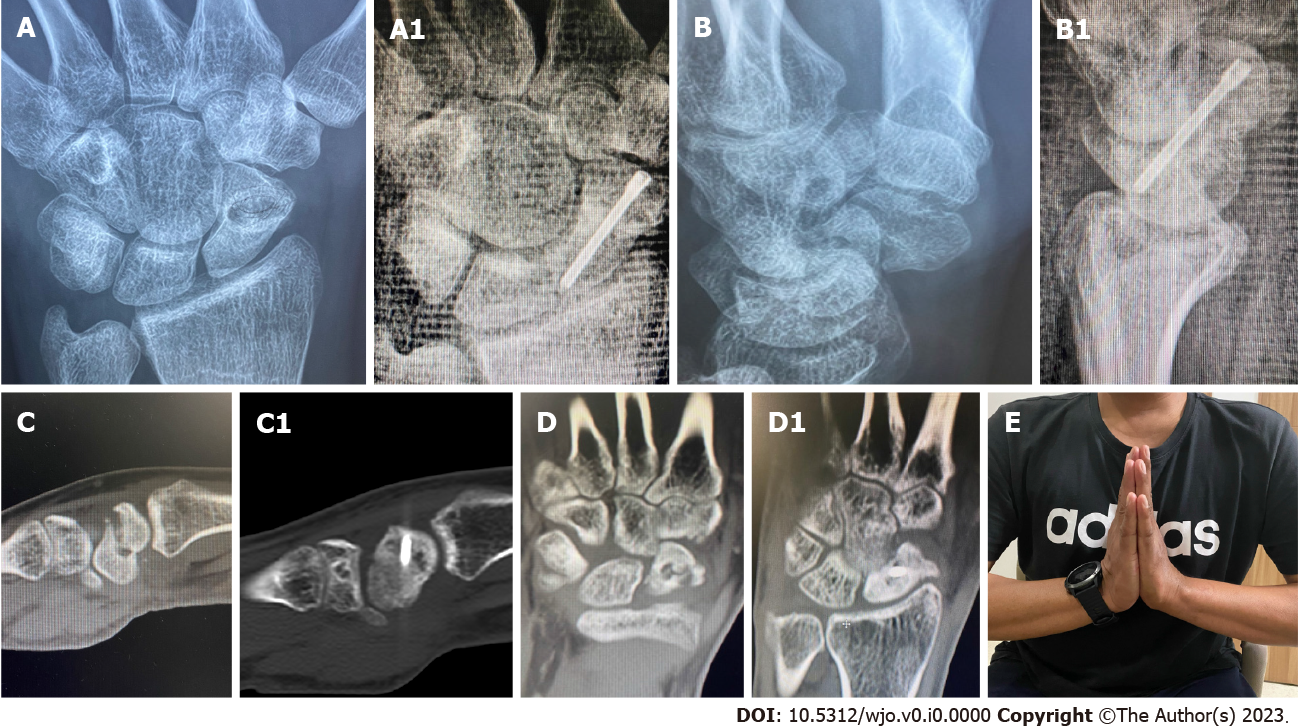 A
A1
B
B1
C
C1
D
D1
E
adidas
DOI: 10.5312/wjo.v0.i0.0000 Copyright ©The Author(s) 2023.